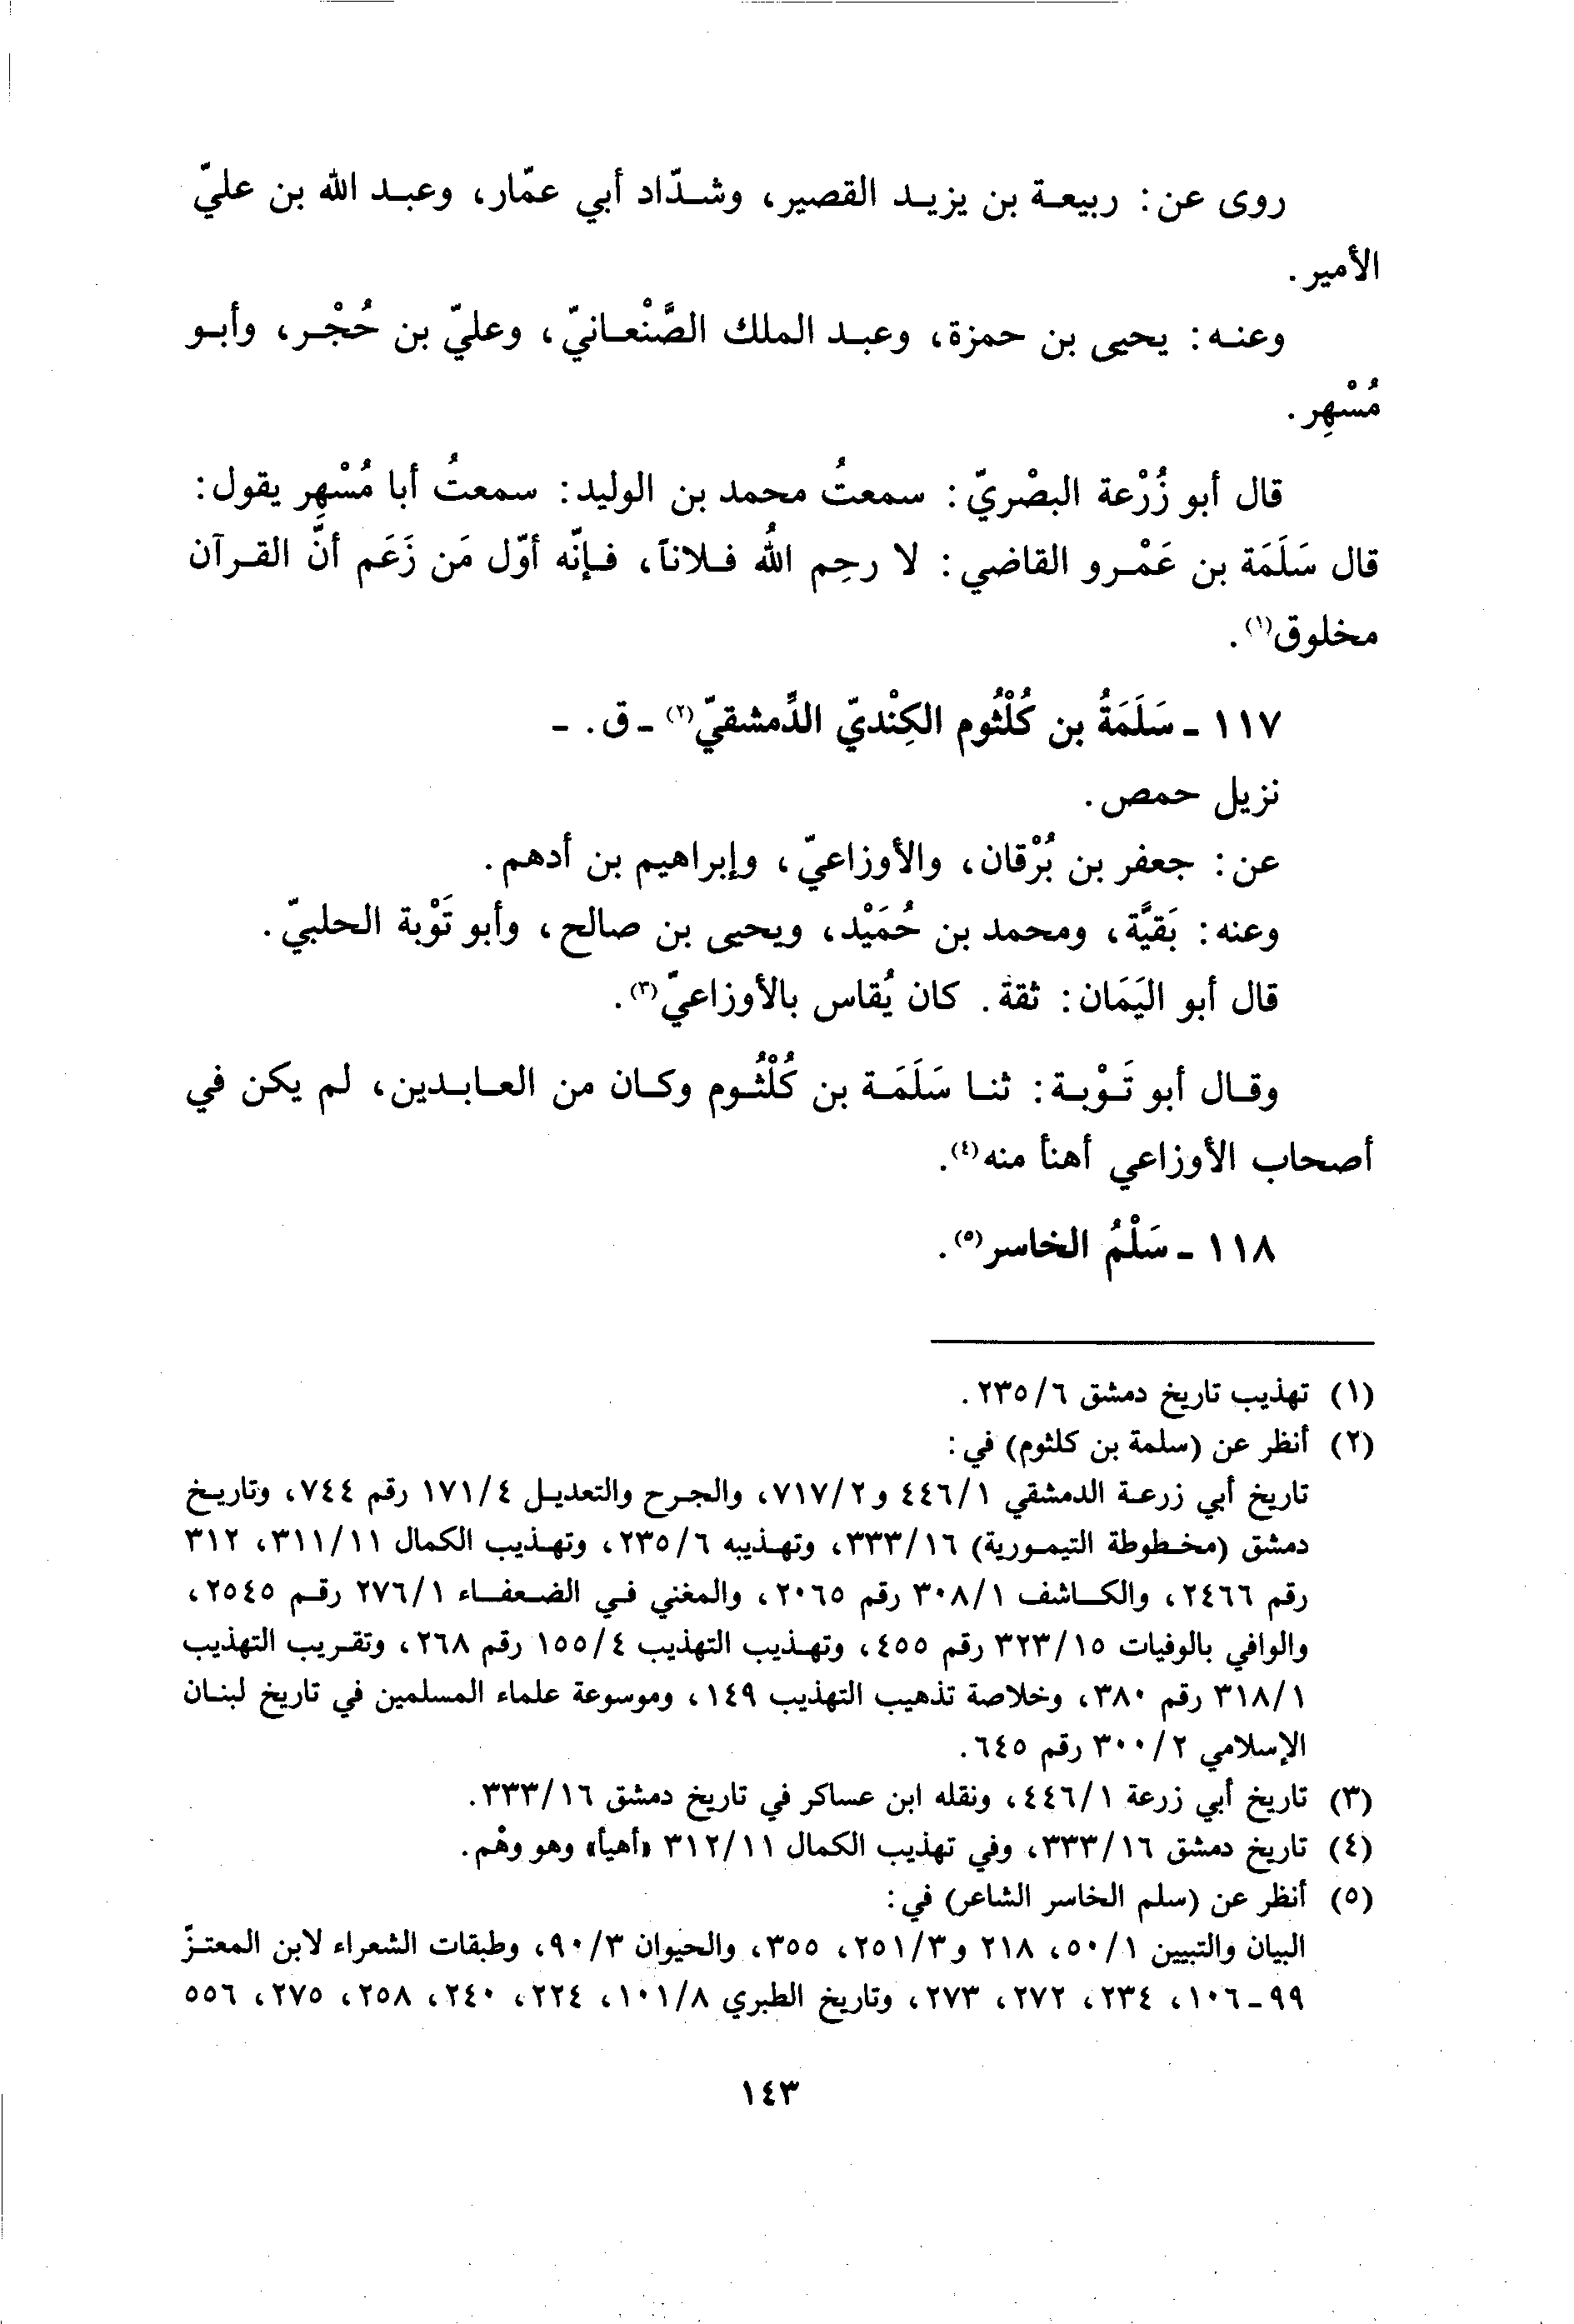 روى عن: ربيعة بن يزيد القصير، وشدّاد أبي عمّار، وعبد الله بن عليّ
الأمير.
وعنه: يحيى بن حمزة، وعبد الملك الصَّنْعانيّ، وعليّ بن حُجْر، وأبو
مُسْهِر.
قال أبو زُرْعة البصْريّ: سمعتُ محمد بن الوليد: سمعتُ أبا مُسْهِر يقول:
قال سَلَمَة بن عَمْرو القاضي: لا رحِم اللهُ فلاناً، فإنّه أوّل مَن زَعَم أنَّ القرآن
مخلوق(١).
١١٧ - سَلَمَةُ بن كُلْثُوم الكِنْديّ الدِّمشقيّ(٢) - ق. -
نزيل حمص.
عن: جعفر بن بُرْقان، والأوزاعيّ، وإبراهيم بن أدهم.
وعنه: بَقيَّة، ومحمد بن حُمَيْد، ويحيى بن صالح، وأبو تَوْبة الحلبيّ.
قال أبو اليَمَان: ثقة. كان يُقاس بالأوزاعيّ(٣).
وقال أبو تَوْبة: ثنا سَلَمَة بن كُلْثُوم وكان من العابدين، لم يكن في
أصحاب الأوزاعي أهنأ منه(٤).
١١٨ - سَلْمُ الخاسر(٥).
(١) تهذيب تاريخ دمشق ٢٣٥/٦.
(٢) أنظر عن (سلمة بن كلثوم) في:
تاريخ أبي زرعة الدمشقي ٤٤٦/١ و٧١٧/٢، والجرح والتعديل ١٧١/٤ رقم ٧٤٤، وتاريخ
دمشق (مخطوطة التيمورية) ٣٣٣/١٦، وتهذيبه ٢٣٥/٦، وتهذيب الكمال ٣١١/١١، ٣١٢
رقم ٢٤٦٦، والكاشف ٣٠٨/١ رقم ٢٠٦٥، والمغني في الضعفاء ٢٧٦/١ رقم ٢٥٤٥،
والوافي بالوفيات ٣٢٣/١٥ رقم ٤٥٥، وتهذيب التهذيب ١٥٥/٤ رقم ٢٦٨، وتقريب التهذيب
٣١٨/١ رقم ٣٨٠، وخلاصة تذهيب التهذيب ١٤٩، وموسوعة علماء المسلمين في تاريخ لبنان
الإسلامي ٣٠٠/٢ رقم ٦٤٥.
(٣) تاريخ أبي زرعة ٤٤٦/١، ونقله ابن عساكر في تاريخ دمشق ٣٣٣/١٦.
(٤) تاريخ دمشق ٣٣٣/١٦، وفي تهذيب الكمال ٣١٢/١١ «أهيأ» وهو وهْم.
(٥) أنظر عن (سلم الخاسر الشاعر) في:
البيان والتبيين ٥٠/١، ٢١٨ و٢٥١/٣، ٣٥٥، والحيوان ٩٠/٣، وطبقات الشعراء لابن المعتزّ
٩٩-١٠٦، ٢٣٤، ٢٧٢، ٢٧٣، وتاريخ الطبري ١٠١/٨، ٢٢٤، ٢٤٠، ٢٥٨، ٢٧٥، ٥٥٦
١٤٣